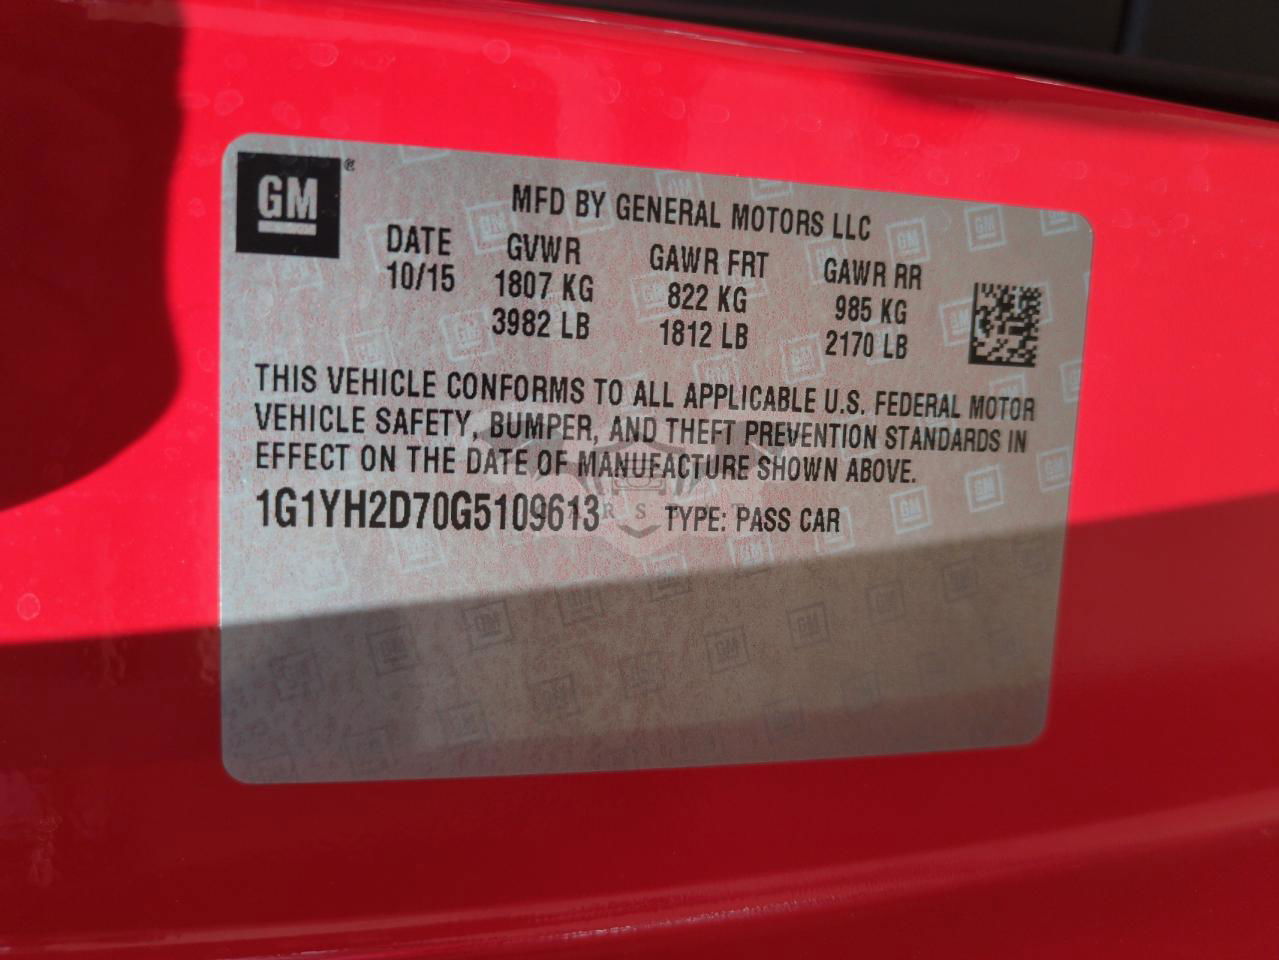 GM®
MFD BY GENERAL MOTORS LLC
DATE GVWR GAWR FRT GAWR RR
10/15 1807 KG 822 KG 985 KG
3982 LB 1812 LB 2170 LB
THIS VEHICLE CONFORMS TO ALL APPLICABLE U.S. FEDERAL MOTOR
VEHICLE SAFETY, BUMPER, AND THEFT PREVENTION STANDARDS IN
EFFECT ON THE DATE OF MANUFACTURE SHOWN ABOVE.
1G1YH2D70G5109613 TYPE: PASS CAR